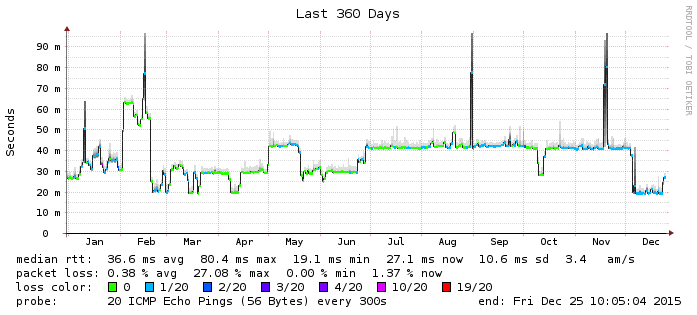 Last 360 Days
RRDTOOL / TOBI OETIKER
Seconds
90 m
80 m
70 m
60 m
50 m
40 m
30 m
20 m
10 m
0
Jan Feb Mar Apr May Jun Jul Aug Sep Oct Nov Dec
median rtt: 36.6 ms avg 80.4 ms max 19.1 ms min 27.1 ms now 10.6 ms sd 3.4 am/s
packet loss: 0.38 % avg 27.08 % max 0.00 % min 1.37 % now
loss color: 0 1/20 2/20 3/20 4/20 10/20 19/20
probe: 20 ICMP Echo Pings (56 Bytes) every 300s end: Fri Dec 25 10:05:04 2015